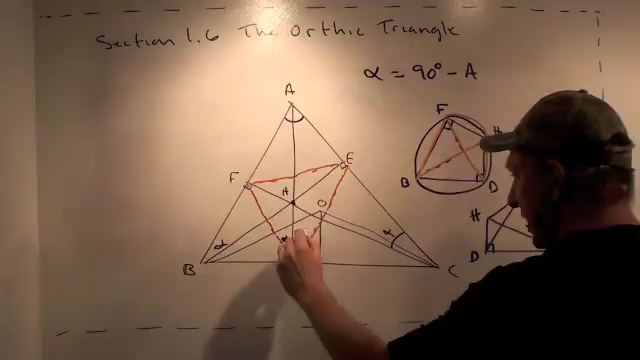 Section 1.6 The Orthic Triangle
α = 90° - A
A
F
E
H
O
α
α
B
C
F
H
B
D
H
D